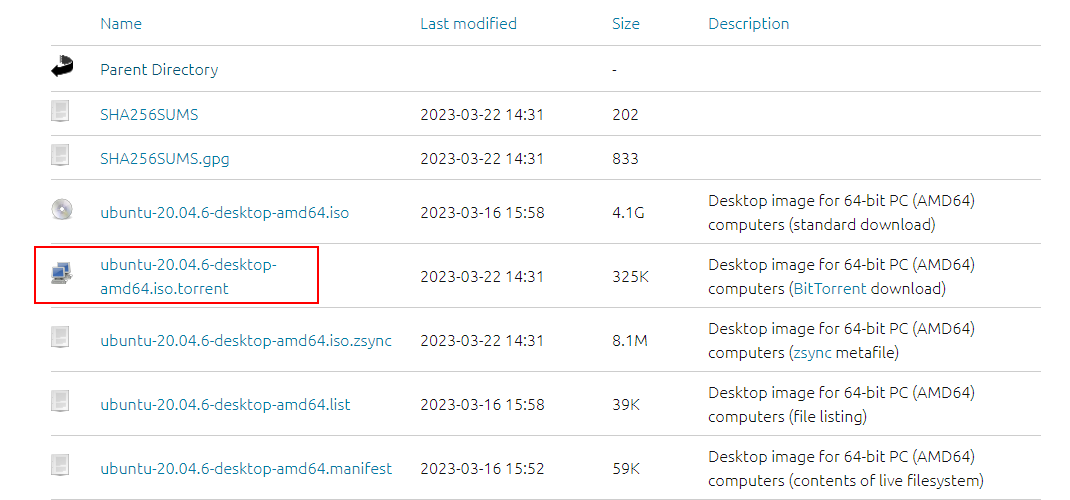 Name Last modified Size Description
Parent Directory -
SHA256SUMS 2023-03-22 14:31 202
SHA256SUMS.gpg 2023-03-22 14:31 833
ubuntu-20.04.6-desktop-amd64.iso 2023-03-16 15:58 4.1G Desktop image for 64-bit PC (AMD64)
computers (standard download)
ubuntu-20.04.6-desktop-
amd64.iso.torrent 2023-03-22 14:31 325K Desktop image for 64-bit PC (AMD64)
computers (BitTorrent download)
ubuntu-20.04.6-desktop-amd64.iso.zsync 2023-03-22 14:31 8.1M Desktop image for 64-bit PC (AMD64)
computers (zsync metafile)
ubuntu-20.04.6-desktop-amd64.list 2023-03-16 15:58 39K Desktop image for 64-bit PC (AMD64)
computers (file listing)
ubuntu-20.04.6-desktop-amd64.manifest 2023-03-16 15:52 59K Desktop image for 64-bit PC (AMD64)
computers (contents of live filesystem)